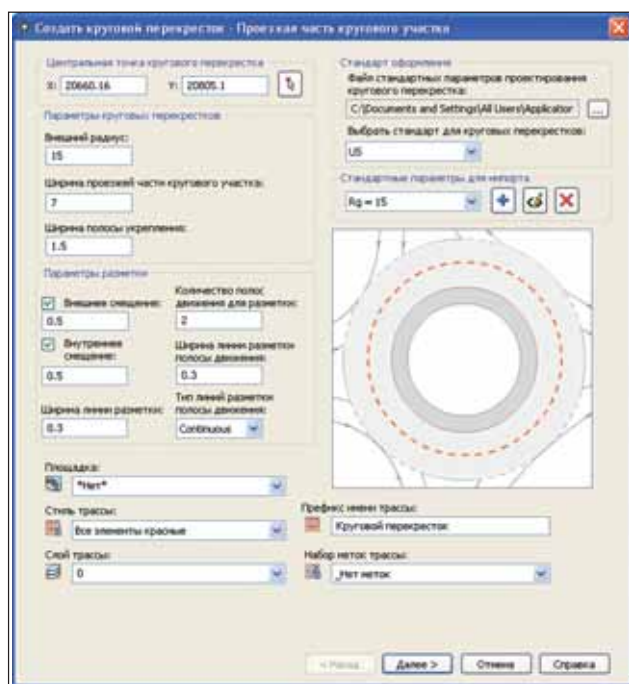 Создать круговой перекресток - Проезжая часть кругового участка
Центральная точка кругового перекрестка
X: 20660.16 Y: 20805.1
Параметры круговых перекрестков
Внешний радиус:
15
Ширина проезжей части кругового участка:
7
Ширина полосы укрепления:
1.5
Параметры разметки
Внешнее смещение:
0.5
Внутреннее
смещение:
0.5
Ширина линии разметки:
0.3
Количество полос
движения для разметки:
2
Ширина линии разметки
полосы движения:
0.3
Тип линий разметки
полосы движения:
Continuous
Стандарт оформления
Файл стандартных параметров проектирования
кругового перекрестка:
C:\Documents and Settings\All Users\Application ...
Выбрать стандарт для круговых перекрестков:
US
Стандартные параметры для импорта
Rg = 15
Площадка:
*Нет*
Стиль трассы:
Все элементы красные
Слой трассы:
0
Префикс имени трассы:
Круговой перекресток
Набор меток трассы:
_Нет меток
< Назад Далее > Отмена Справка